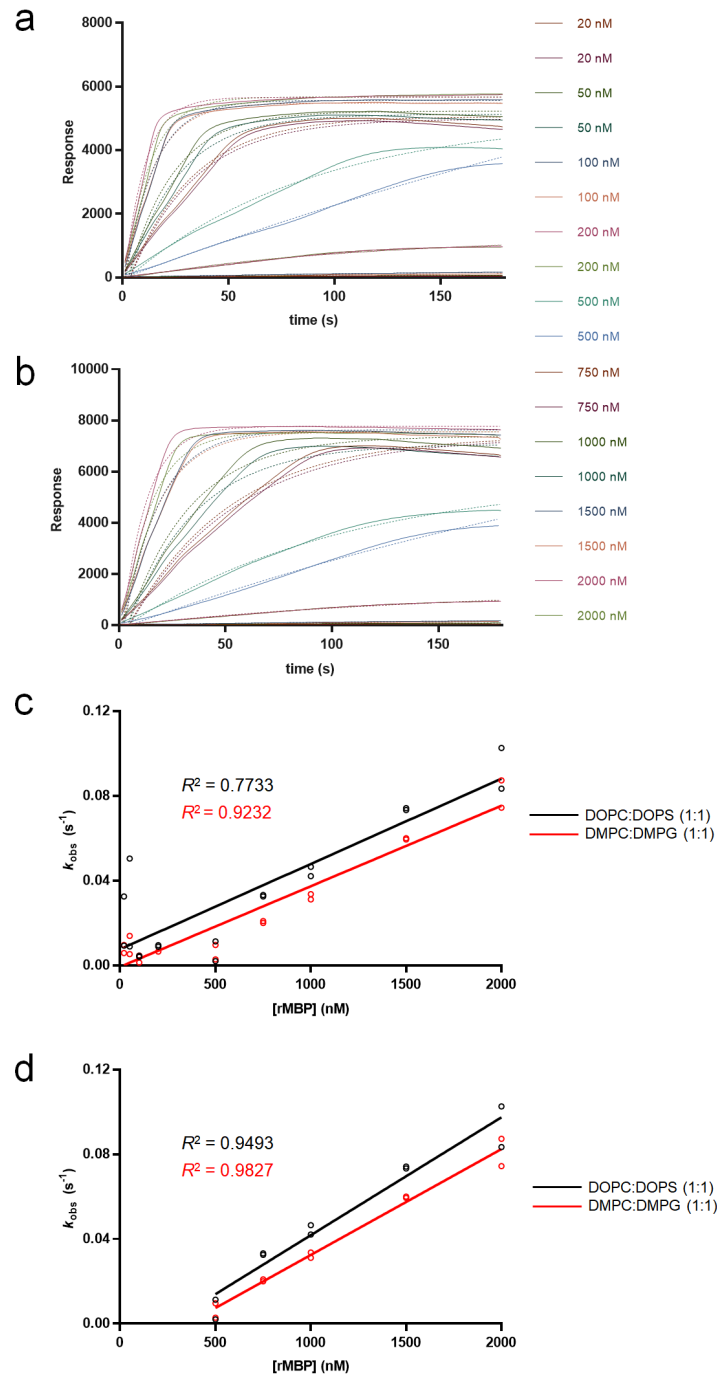 a
8000
6000
4000
2000
0
Response
0 50 100 150
time (s)
20 nM
20 nM
50 nM
50 nM
100 nM
100 nM
200 nM
200 nM
500 nM
500 nM
750 nM
750 nM
1000 nM
1000 nM
1500 nM
1500 nM
2000 nM
2000 nM
b
10000
8000
6000
4000
2000
0
Response
0 50 100 150
time (s)
c
0.12
0.08
0.04
0.00
k_obs (s⁻¹)
R² = 0.7733
R² = 0.9232
0 500 1000 1500 2000
[rMBP] (nM)
DOPC:DOPS (1:1)
DMPC:DMPG (1:1)
d
0.12
0.08
0.04
0.00
k_obs (s⁻¹)
R² = 0.9493
R² = 0.9827
0 500 1000 1500 2000
[rMBP] (nM)
DOPC:DOPS (1:1)
DMPC:DMPG (1:1)